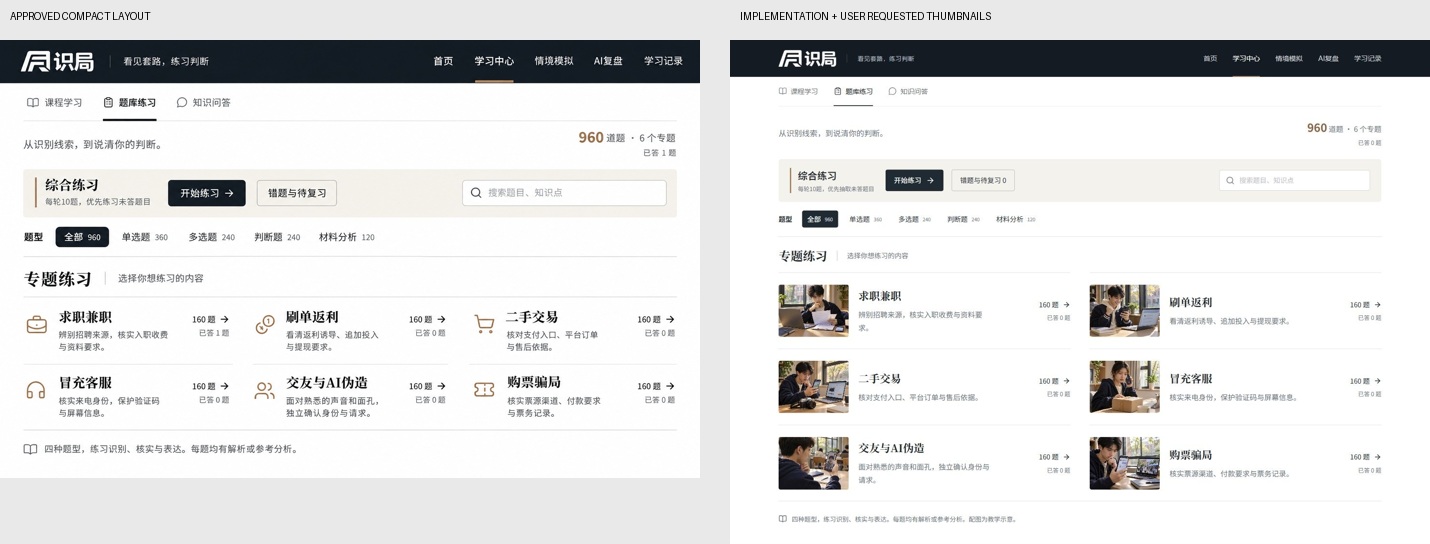 APPROVED COMPACT LAYOUT
识局 看见套路，练习判断 首页 学习中心 情境模拟 AI复盘 学习记录
课程学习 题库练习 知识问答
从识别线索，到说清你的判断。
960 道题 · 6 个专题
已答 1 题
综合练习
每轮10题，优先练习未答题目
开始练习 → 错题与待复习 搜索题目、知识点
题型 全部 960 单选题 360 多选题 240 判断题 240 材料分析 120
专题练习 选择你想练习的内容
求职兼职 160 题 →
辨别招聘来源，核实入职收费 已答 1 题
与资料要求。
刷单返利 160 题 →
看清返利诱导、追加投入 已答 0 题
与提现要求。
二手交易 160 题 →
核对支付入口、平台订单 已答 0 题
与售后依据。
冒充客服 160 题 →
核实来电身份，保护验证码 已答 0 题
与屏幕信息。
交友与AI伪造 160 题 →
面对熟悉的声音和面孔， 已答 0 题
独立确认身份与请求。
购票骗局 160 题 →
核实票源渠道、付款要求 已答 0 题
与票务记录。
四种题型，练习识别、核实与表达。每题均有解析或参考分析。
IMPLEMENTATION + USER REQUESTED THUMBNAILS
识局 看见套路、练习判断 首页 学习中心 情境模拟 AI复盘 学习记录
课程学习 题库练习 知识问答
从识别线索，到说清你的判断。
960 道题 · 6 个专题
已答 0 题
综合练习
每轮10题，优先抽取未答题目
开始练习 → 错题与待复习 0 搜索题目、知识点
题型 全部 960 单选题 360 多选题 240 判断题 240 材料分析 120
专题练习 选择你想练习的内容
求职兼职 160 题 →
辨别招聘来源，核实入职收费与资料要 已答 0 题
求。
刷单返利 160 题 →
看清返利诱导、追加投入与提现要求。 已答 0 题
二手交易 160 题 →
核对支付入口、平台订单与售后依据。 已答 0 题
冒充客服 160 题 →
核实来电身份，保护验证码与屏幕信息。 已答 0 题
交友与AI伪造 160 题 →
面对熟悉的声音和面孔，独立确认身份与 已答 0 题
请求。
购票骗局 160 题 →
核实票源渠道、付款要求与票务记录。 已答 0 题
四种题型，练习识别、核实与表达。每题均有解析或参考分析。配图为教学示意。